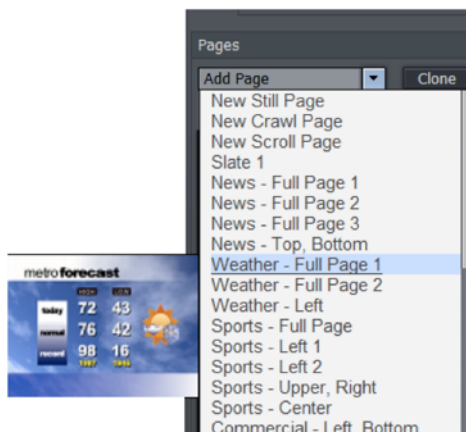 Pages
Add Page
Clone
New Still Page
New Crawl Page
New Scroll Page
Slate 1
News - Full Page 1
News - Full Page 2
News - Full Page 3
News - Top, Bottom
Weather - Full Page 1
Weather - Full Page 2
Weather - Left
Sports - Full Page
Sports - Left 1
Sports - Left 2
Sports - Upper, Right
Sports - Center
Commercial - Left, Bottom
metroforecast
HIGH LOW
today 72 43
normal 76 42
record 98 16